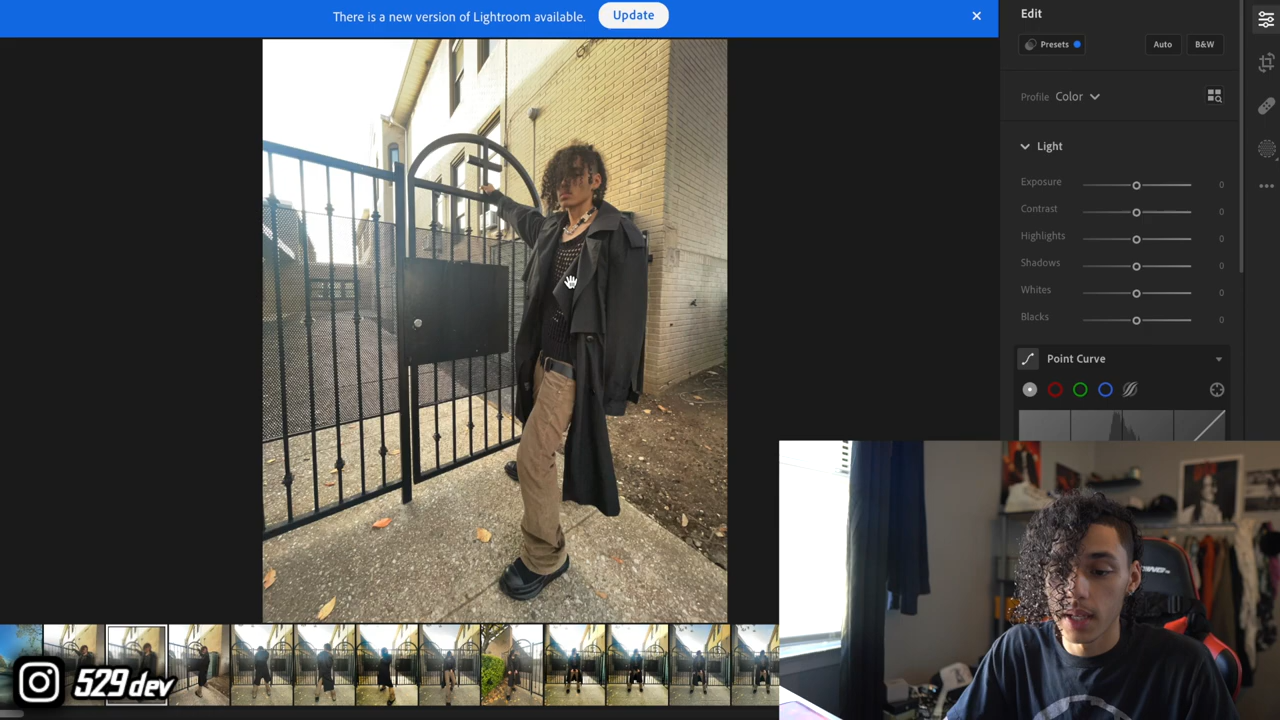 There is a new version of Lightroom available.
Update
Edit
Presets
Auto
B&W
Profile Color
Light
Exposure 0
Contrast 0
Highlights 0
Shadows 0
Whites 0
Blacks 0
Point Curve
529dev